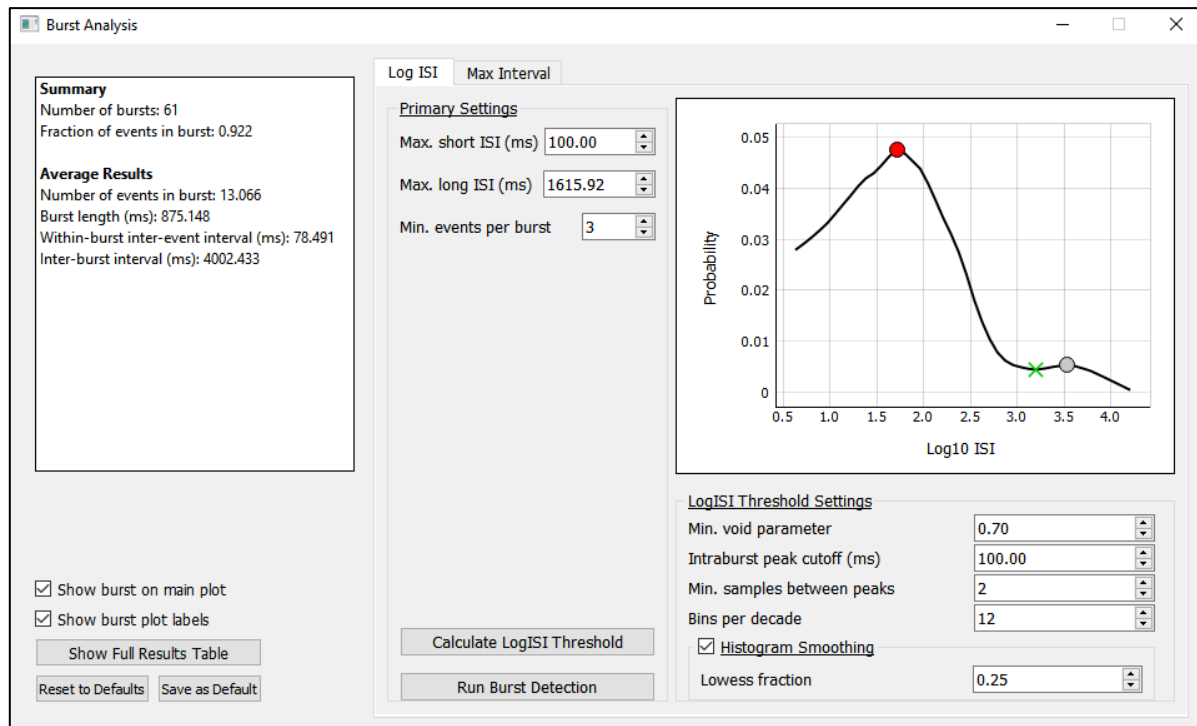 Burst Analysis
Summary
Number of bursts: 61
Fraction of events in burst: 0.922
Average Results
Number of events in burst: 13.066
Burst length (ms): 875.148
Within-burst inter-event interval (ms): 78.491
Inter-burst interval (ms): 4002.433
Show burst on main plot
Show burst plot labels
Show Full Results Table
Reset to Defaults Save as Default
Log ISI Max Interval
Primary Settings
Max. short ISI (ms) 100.00
Max. long ISI (ms) 1615.92
Min. events per burst 3
Calculate LogISI Threshold
Run Burst Detection
0.05
0.04
0.03
0.02
0.01
0
Probability
0.5 1.0 1.5 2.0 2.5 3.0 3.5 4.0
Log10 ISI
LogISI Threshold Settings
Min. void parameter 0.70
Intraburst peak cutoff (ms) 100.00
Min. samples between peaks 2
Bins per decade 12
Histogram Smoothing
Lowess fraction 0.25